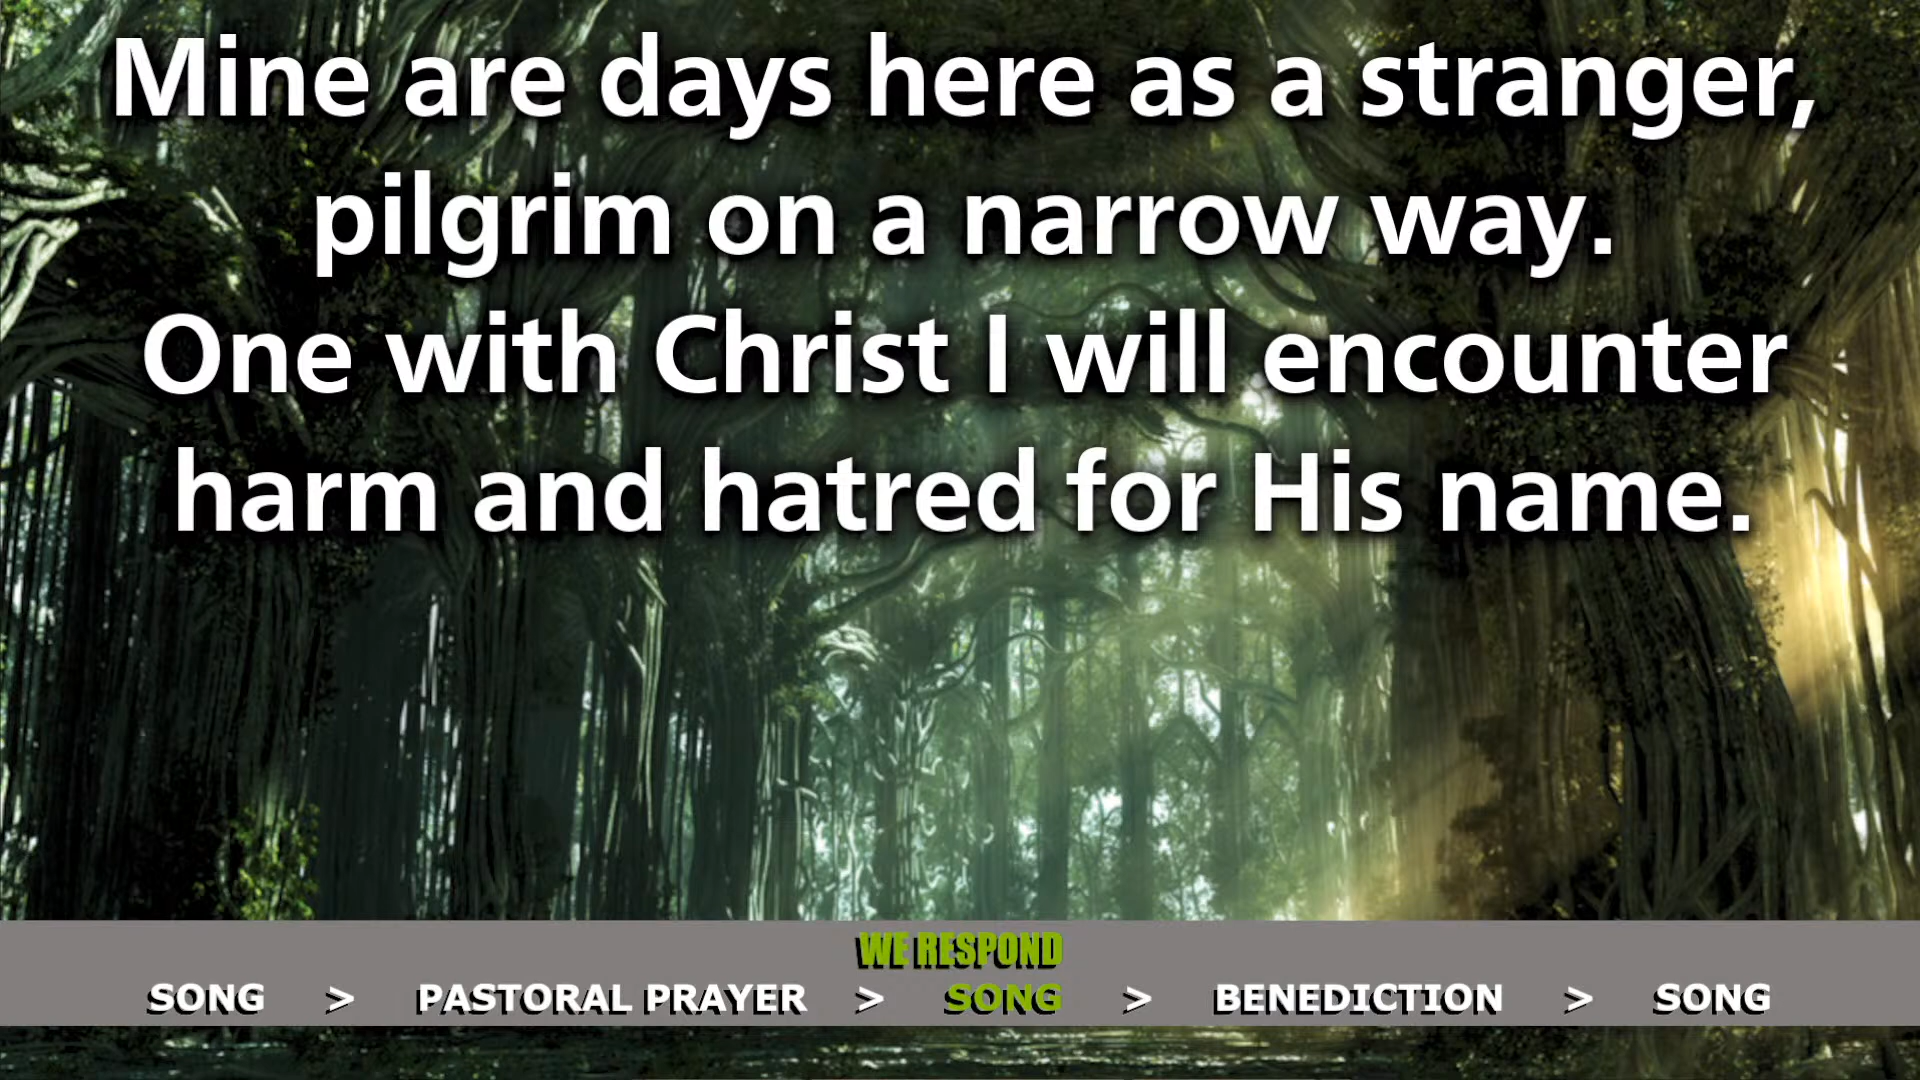 Mine are days here as a stranger,
pilgrim on a narrow way.
One with Christ I will encounter
harm and hatred for His name.
WE RESPOND
SONG > PASTORAL PRAYER > SONG > BENEDICTION > SONG